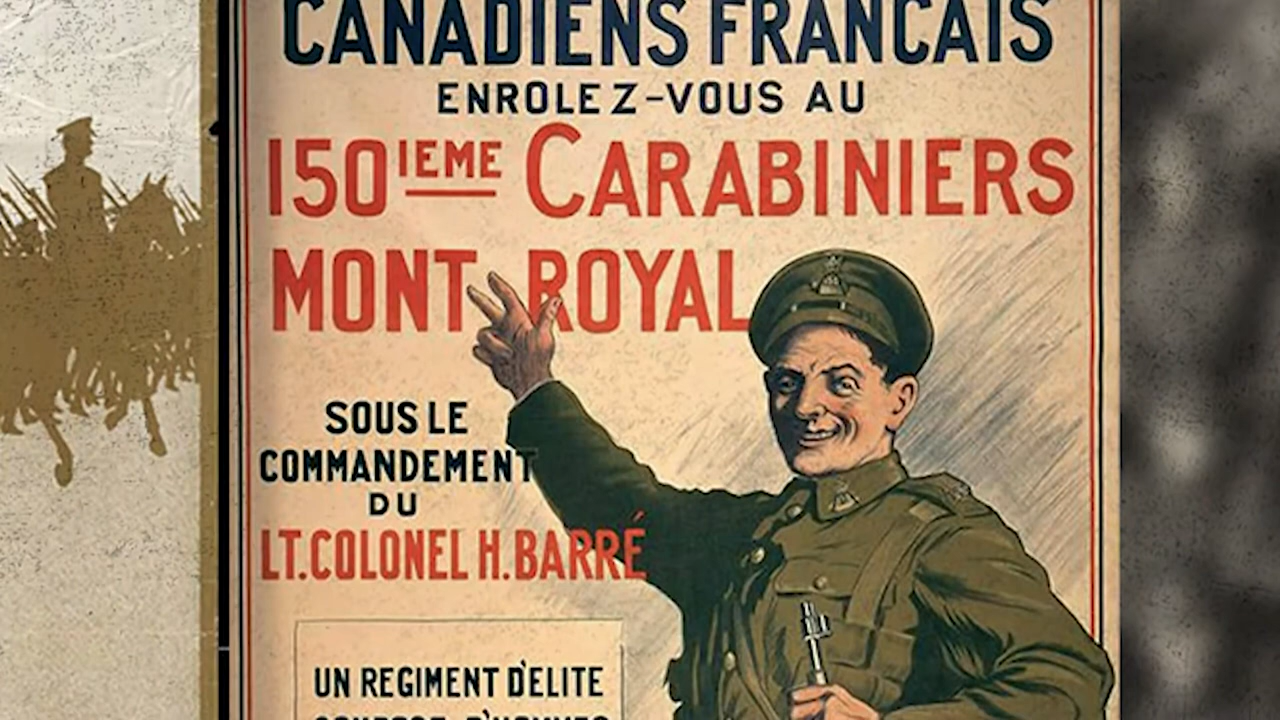 CANADIENS FRANCAIS
ENROLEZ-VOUS AU
150IEME CARABINIERS
MONT ROYAL
SOUS LE
COMMANDEMENT
DU
LT. COLONEL H. BARRÉ
UN REGIMENT D'ELITE